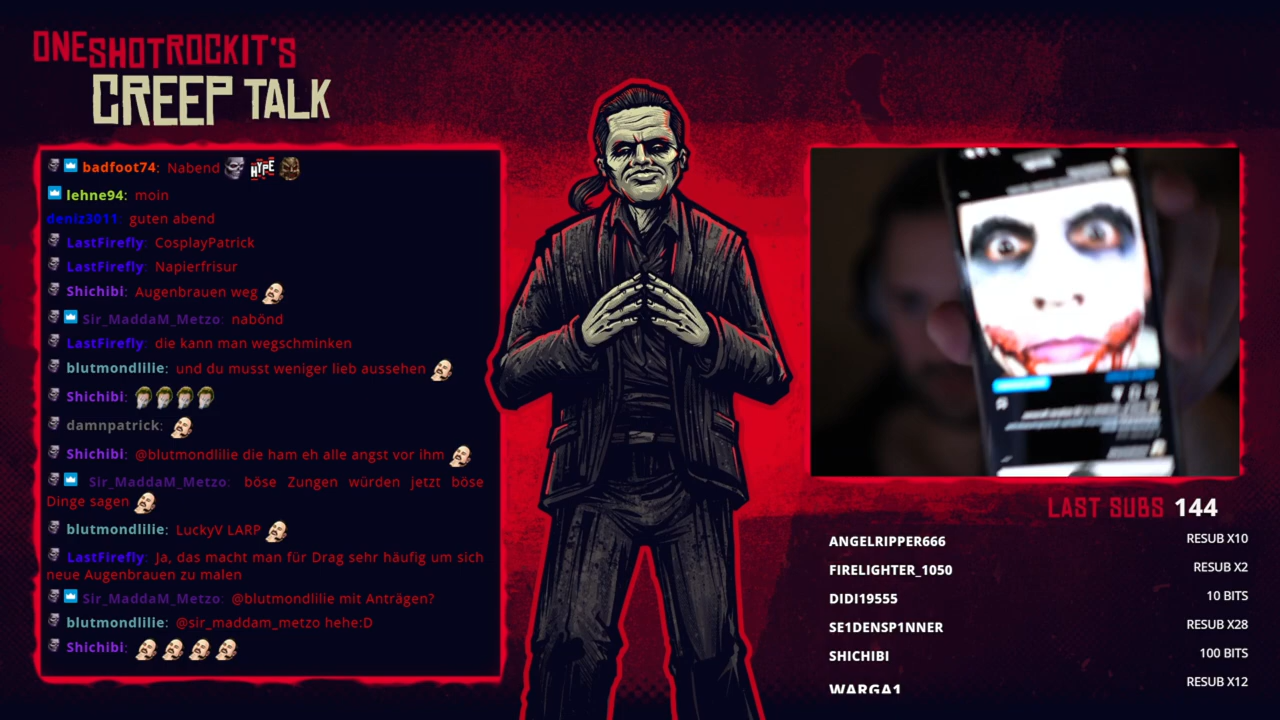 ONESHOTROCKIT'S
CREEP TALK
badfoot74: Nabend HYPE
lehne94: moin
deniz3011: guten abend
LastFirefly: CosplayPatrick
LastFirefly: Napierfrisur
Shichibi: Augenbrauen weg
Sir_MaddaM_Metzo: nabönd
LastFirefly: die kann man wegschminken
blutmondlilie: und du musst weniger lieb aussehen
Shichibi:
damnpatrick:
Shichibi: @blutmondlilie die ham eh alle angst vor ihm
Sir_MaddaM_Metzo: böse Zungen würden jetzt böse
Dinge sagen
blutmondlilie: LuckyV LARP
LastFirefly: Ja, das macht man für Drag sehr häufig um sich
neue Augenbrauen zu malen
Sir_MaddaM_Metzo: @blutmondlilie mit Anträgen?
blutmondlilie: @sir_maddam_metzo hehe:D
Shichibi:
LAST SUBS 144
ANGELRIPPER666 RESUB X10
FIRELIGHTER_1050 RESUB X2
DIDI19555 10 BITS
SE1DENSP1NNER RESUB X28
SHICHIBI 100 BITS
WARGA1 RESUB X12